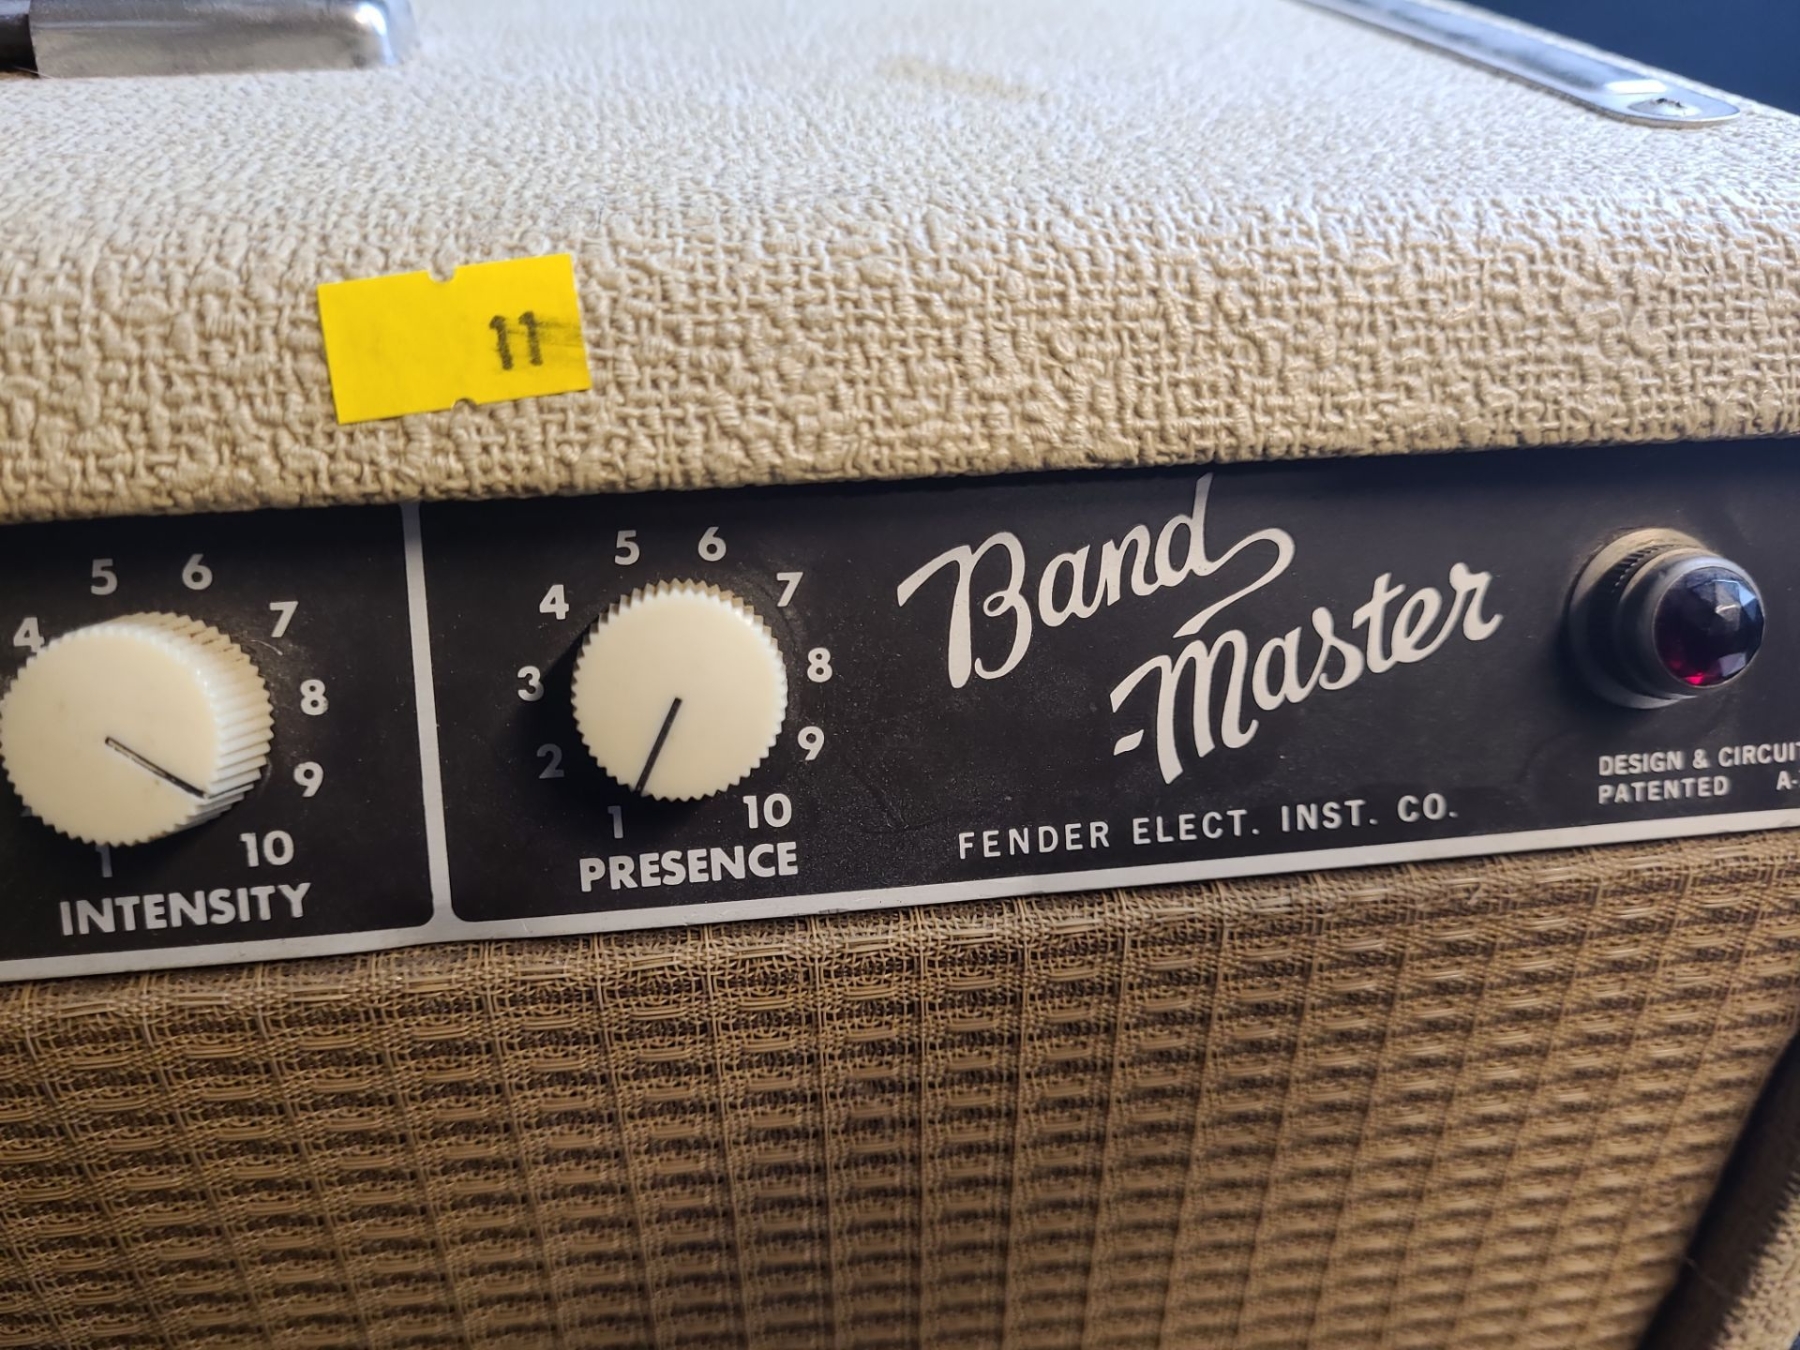 11
4 5 6 7 8 9 10 1
INTENSITY
1 2 3 4 5 6 7 8 9 10
PRESENCE
Band
-Master
FENDER ELECT. INST. CO.
DESIGN & CIRCUIT
PATENTED A-